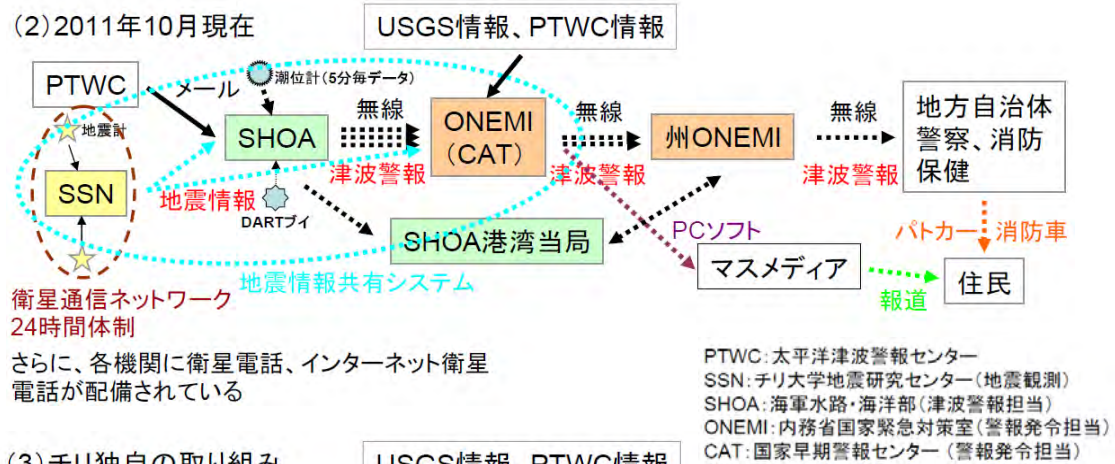 (2)2011年10月現在
USGS情報、PTWC情報
PTWC
メール
潮位計(5分毎データ)
地震計
SHOA
無線
津波警報
ONEMI
(CAT)
無線
津波警報
州ONEMI
無線
津波警報
地方自治体
警察、消防
保健
SSN
地震情報
DARTブイ
SHOA港湾当局
PCソフト
マスメディア
パトカー
消防車
報道
住民
地震情報共有システム
衛星通信ネットワーク
24時間体制
さらに、各機関に衛星電話、インターネット衛星
電話が配備されている
PTWC:太平洋津波警報センター
SSN:チリ大学地震研究センター(地震観測)
SHOA:海軍水路・海洋部(津波警報担当)
ONEMI:内務省国家緊急対策室(警報発令担当)
CAT:国家早期警報センター(警報発令担当)
(3)チリ独自の取り組み
USGS情報、PTWC情報